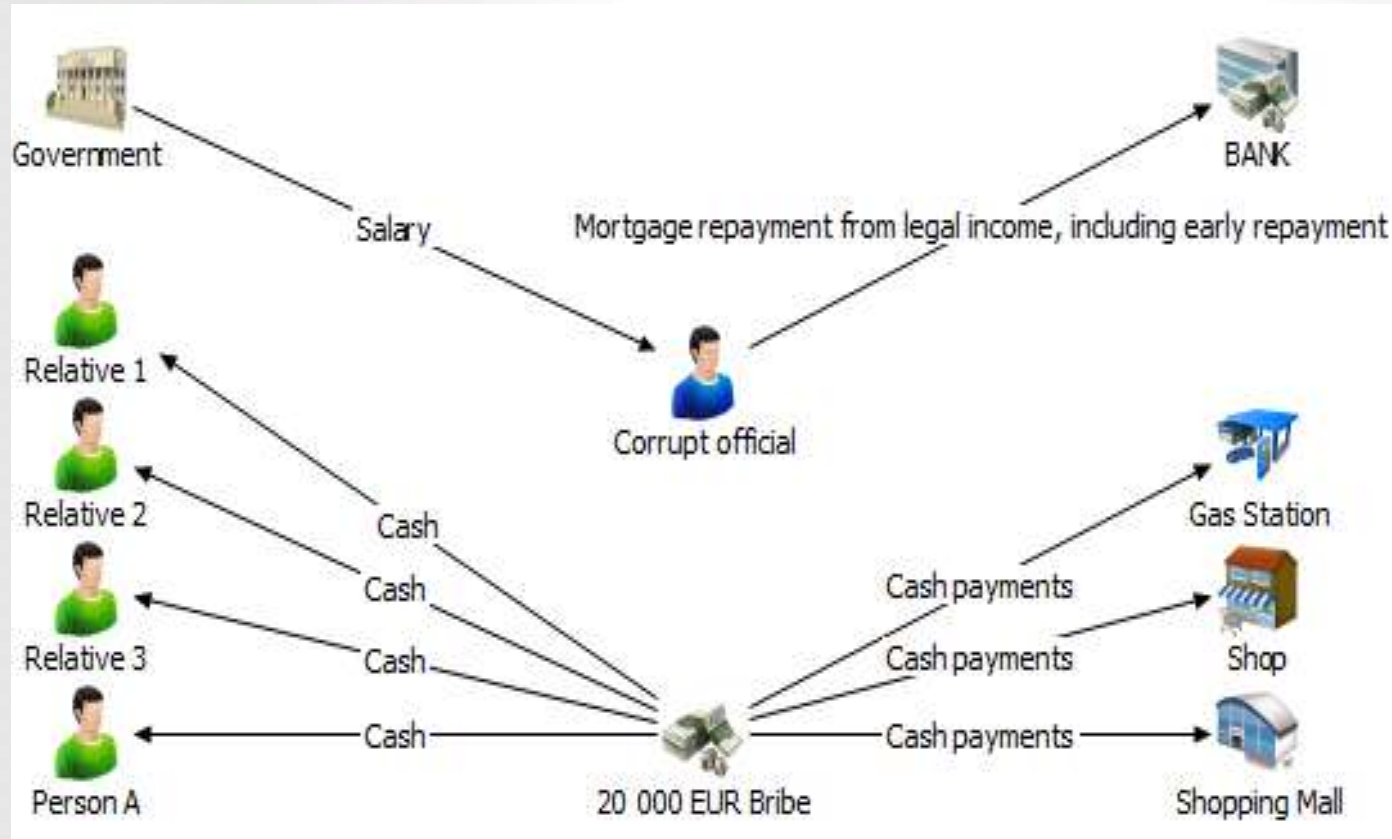 Government
BANK
Salary
Mortgage repayment from legal income, including early repayment
Relative 1
Corrupt official
Relative 2
Cash
Gas Station
Cash
Cash payments
Relative 3
Cash
Cash payments
Shop
Cash
Cash payments
Person A
20 000 EUR Bribe
Shopping Mall